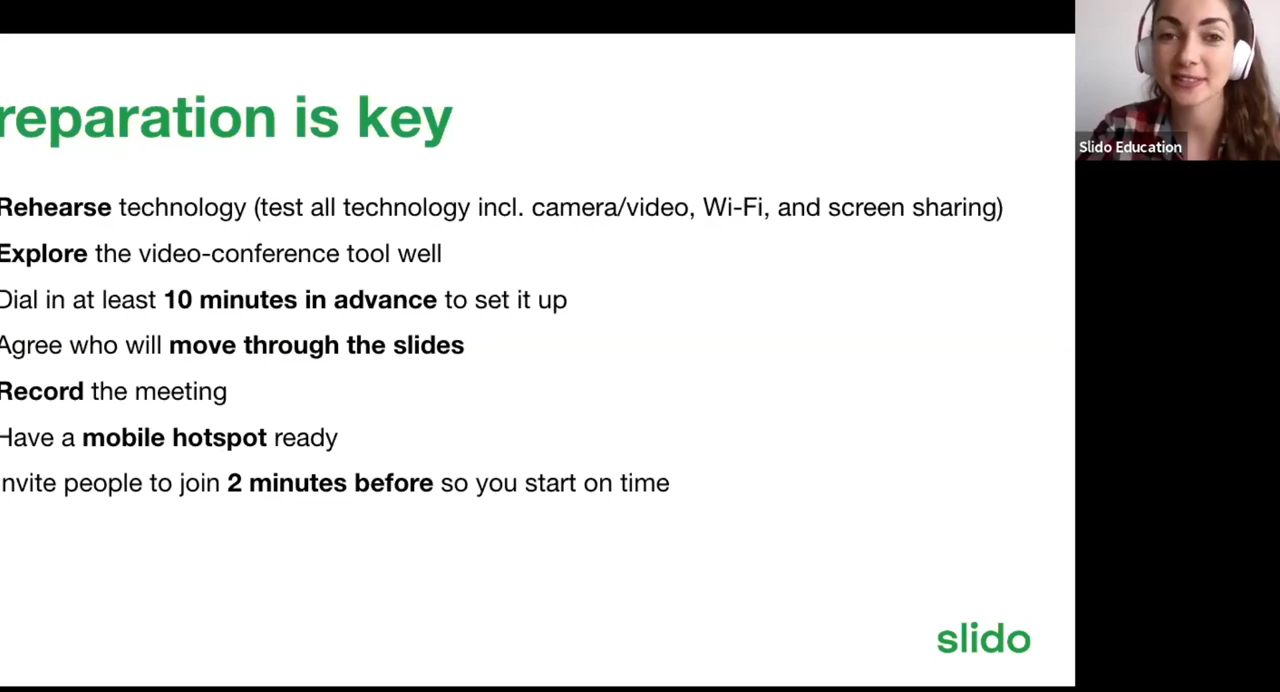 reparation is key
Rehearse technology (test all technology incl. camera/video, Wi-Fi, and screen sharing)
Explore the video-conference tool well
Dial in at least 10 minutes in advance to set it up
Agree who will move through the slides
Record the meeting
Have a mobile hotspot ready
nvite people to join 2 minutes before so you start on time
slido
Slido Education